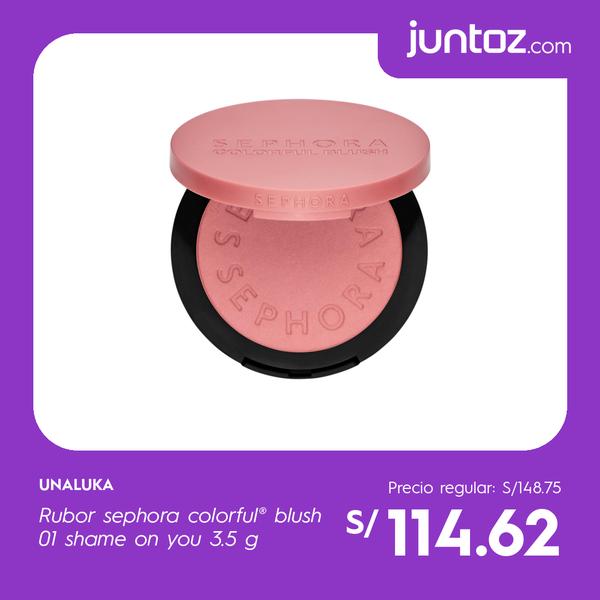 juntoz.com
SEPHORA
COLORFUL BLUSH
SEPHORA
SEPHORA
UNALUKA
Precio regular: S/148.75
Rubor sephora colorful® blush
01 shame on you 3.5 g
S/114.62